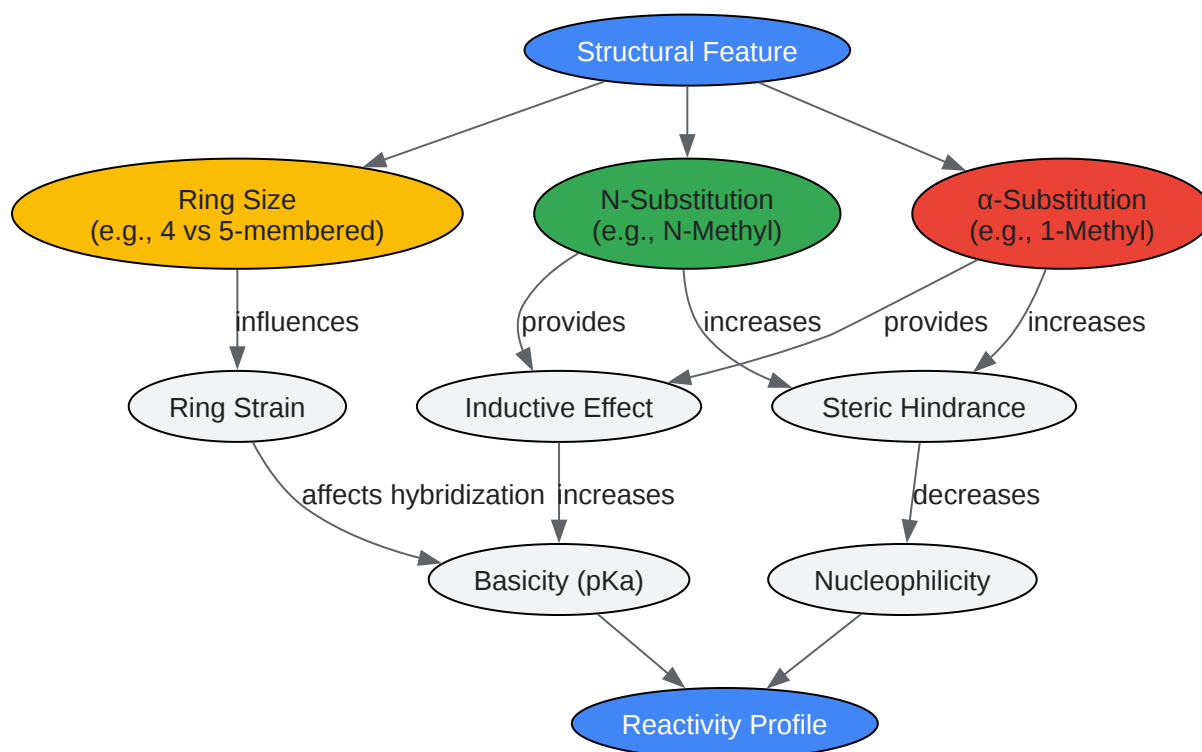 Structural Feature
Ring Size
(e.g., 4 vs 5-membered)
N-Substitution
(e.g., N-Methyl)
α-Substitution
(e.g., 1-Methyl)
influences
provides
increases
provides
increases
Ring Strain
Inductive Effect
Steric Hindrance
affects hybridization
increases
decreases
Basicity (pKa)
Nucleophilicity
Reactivity Profile